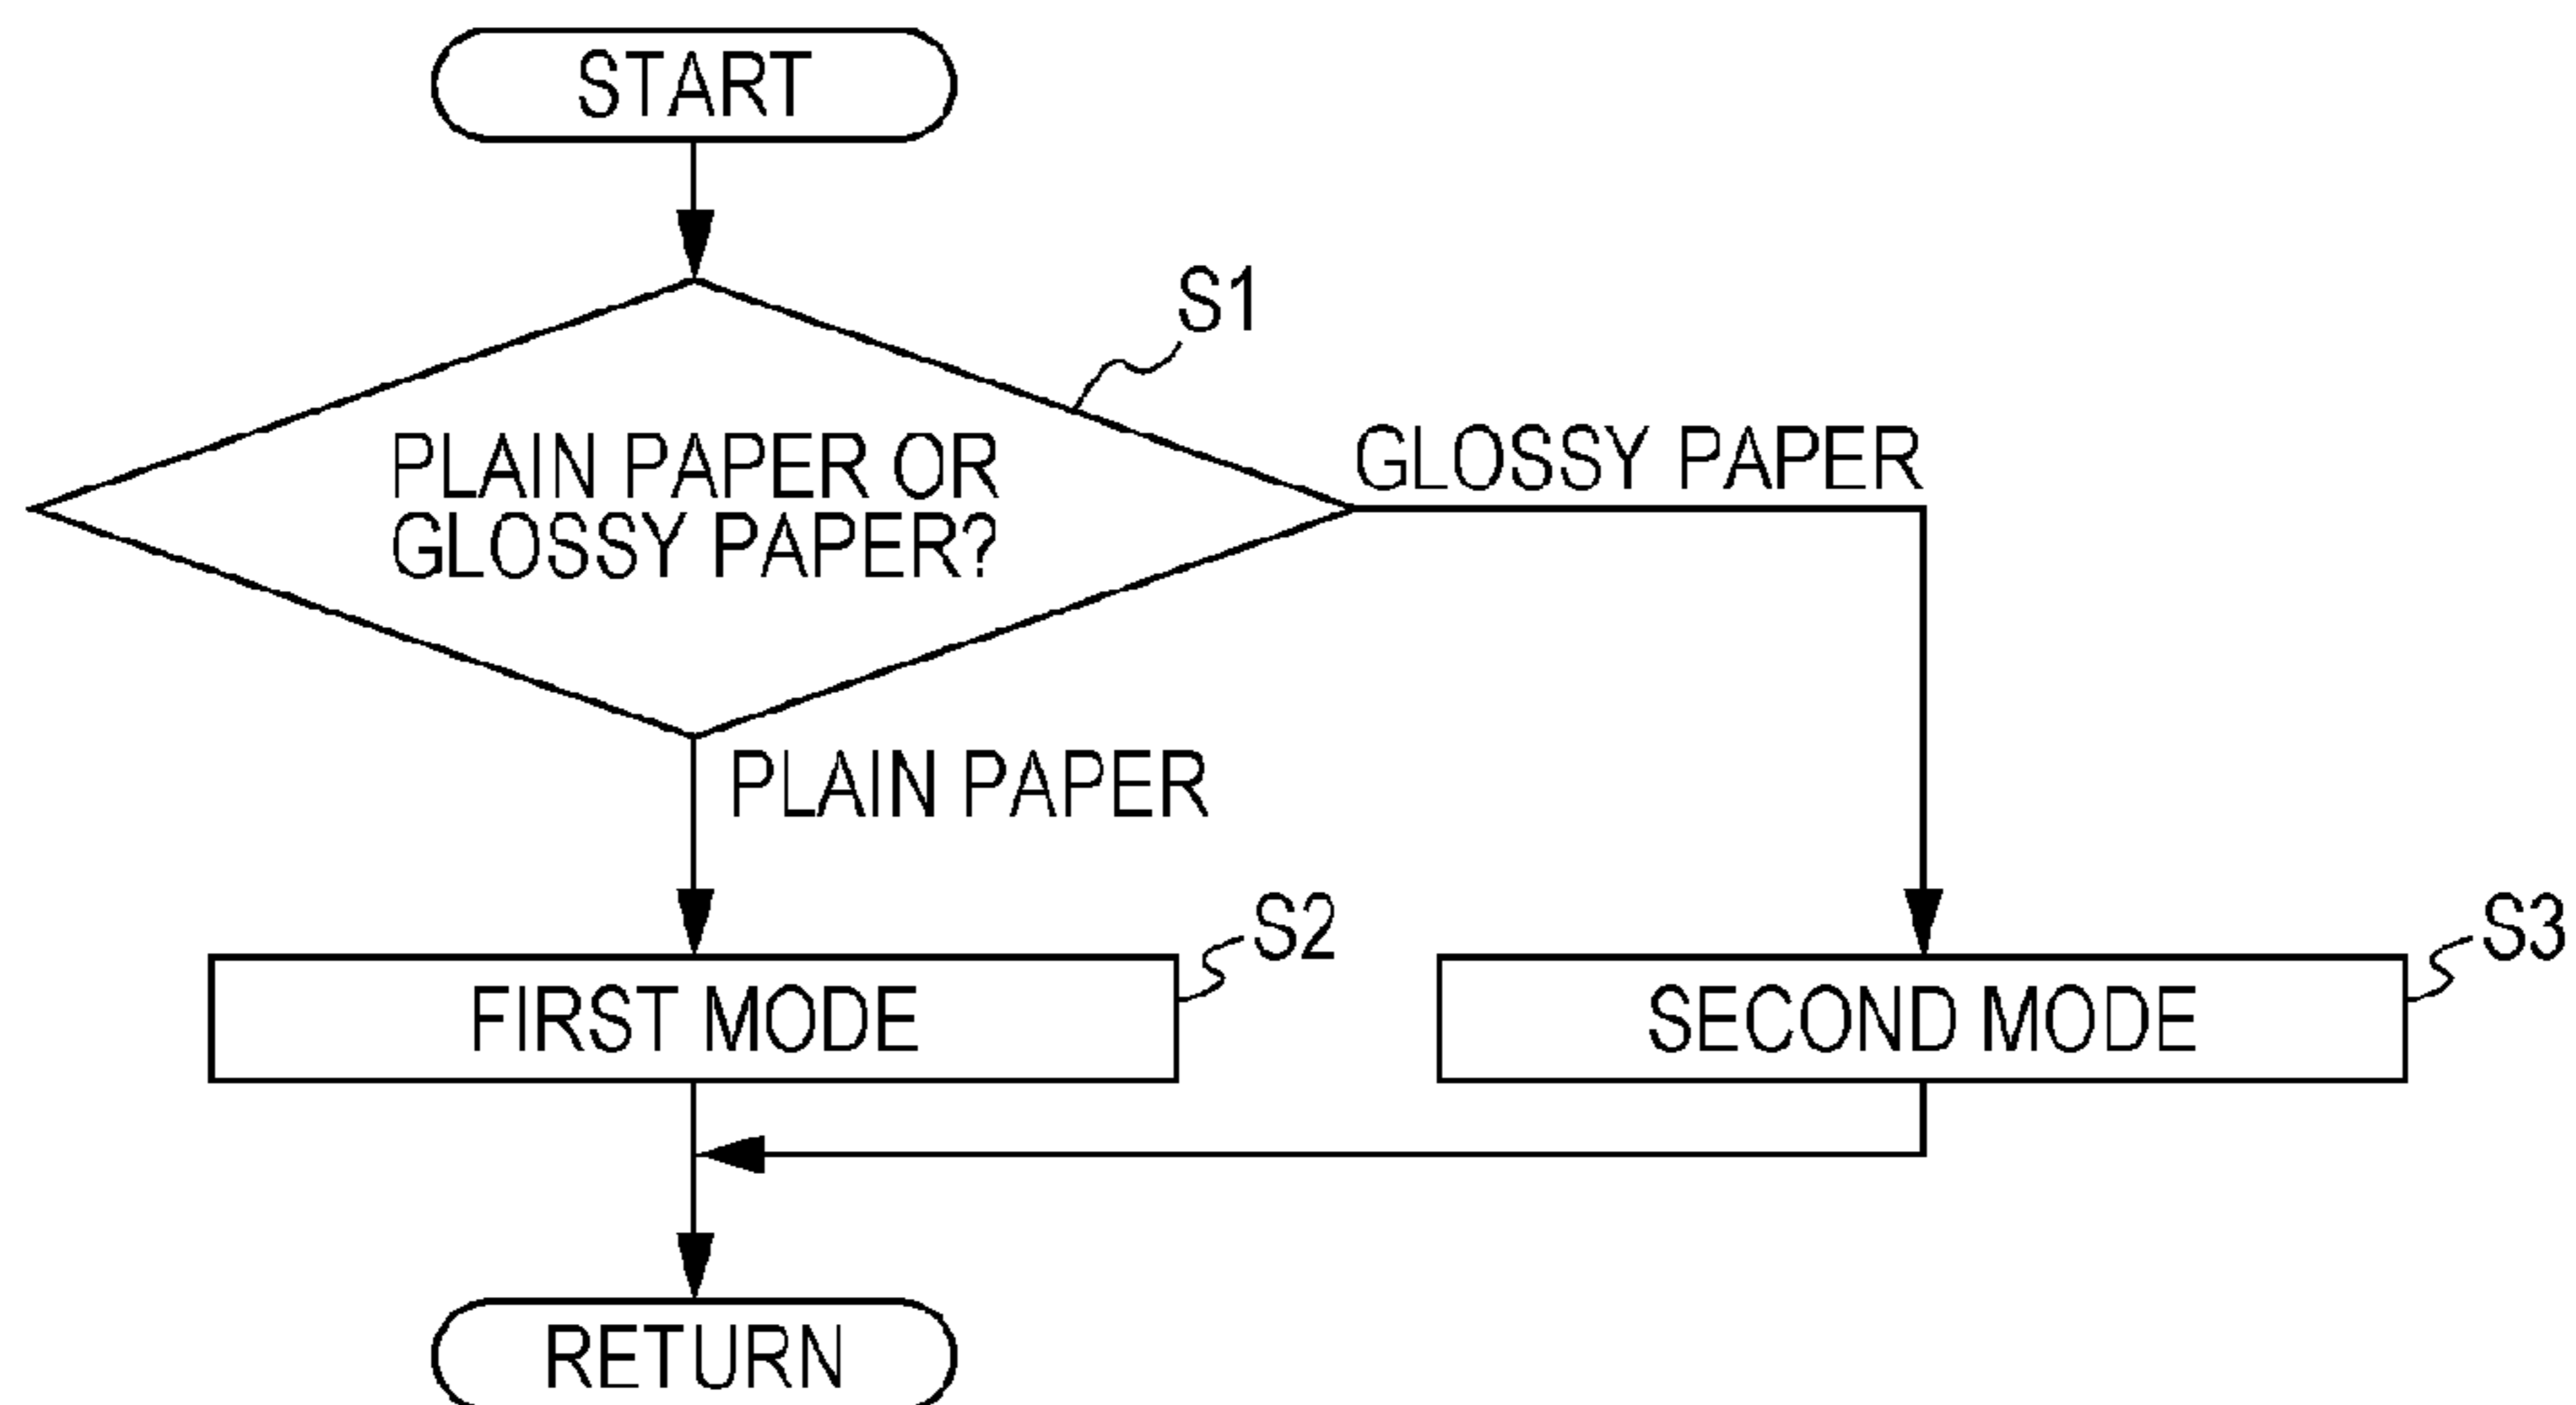 START
S1
PLAIN PAPER OR
GLOSSY PAPER?
GLOSSY PAPER
PLAIN PAPER
S2
S3
FIRST MODE
SECOND MODE
RETURN